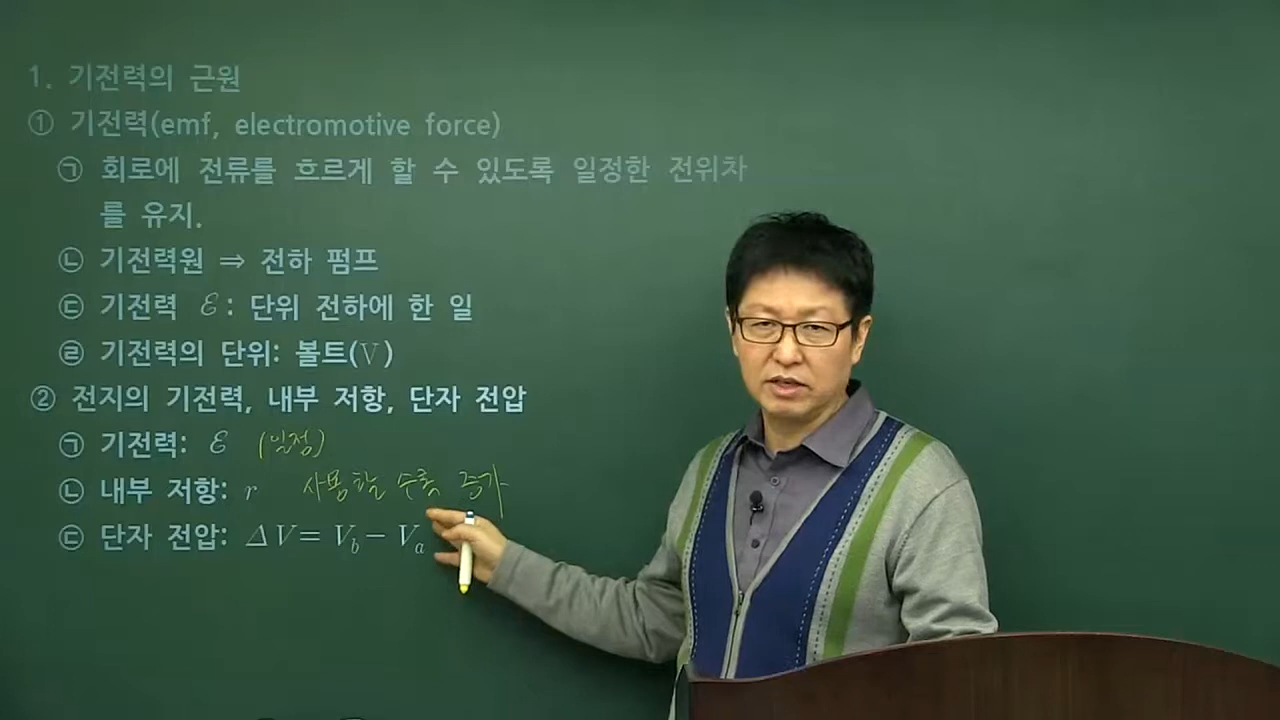 1. 기전력의 근원
① 기전력(emf, electromotive force)
㉠ 회로에 전류를 흐르게 할 수 있도록 일정한 전위차
를 유지.
㉡ 기전력원 ⇒ 전하 펌프
㉢ 기전력 ℰ: 단위 전하에 한 일
㉣ 기전력의 단위: 볼트(V)
② 전지의 기전력, 내부 저항, 단자 전압
㉠ 기전력: ℰ (일정)
㉡ 내부 저항: r 사용할 수록 증가
㉢ 단자 전압: ΔV = V_b − V_a